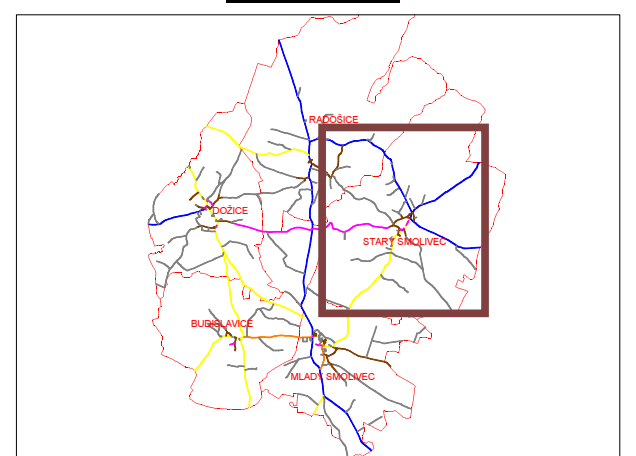 RADOŠICE
DOŽICE
STARÝ SMOLIVEC
BUDISLAVICE
MLADÝ SMOLIVEC